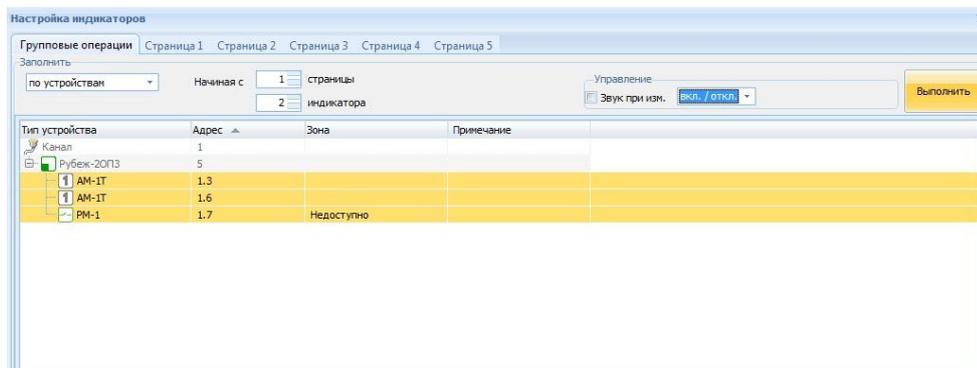 Настройка индикаторов
Групповые операции Страница 1 Страница 2 Страница 3 Страница 4 Страница 5
Заполнить
по устройствам Начиная с 1 страницы Управление
Звук при изм. вкл. / откл. Выполнить
2 индикатора
Тип устройства Адрес Зона Примечание
Канал 1
Рубеж-2ОП3 5
1 АМ-1Т 1.3
1 АМ-1Т 1.6
РМ-1 1.7 Недоступно